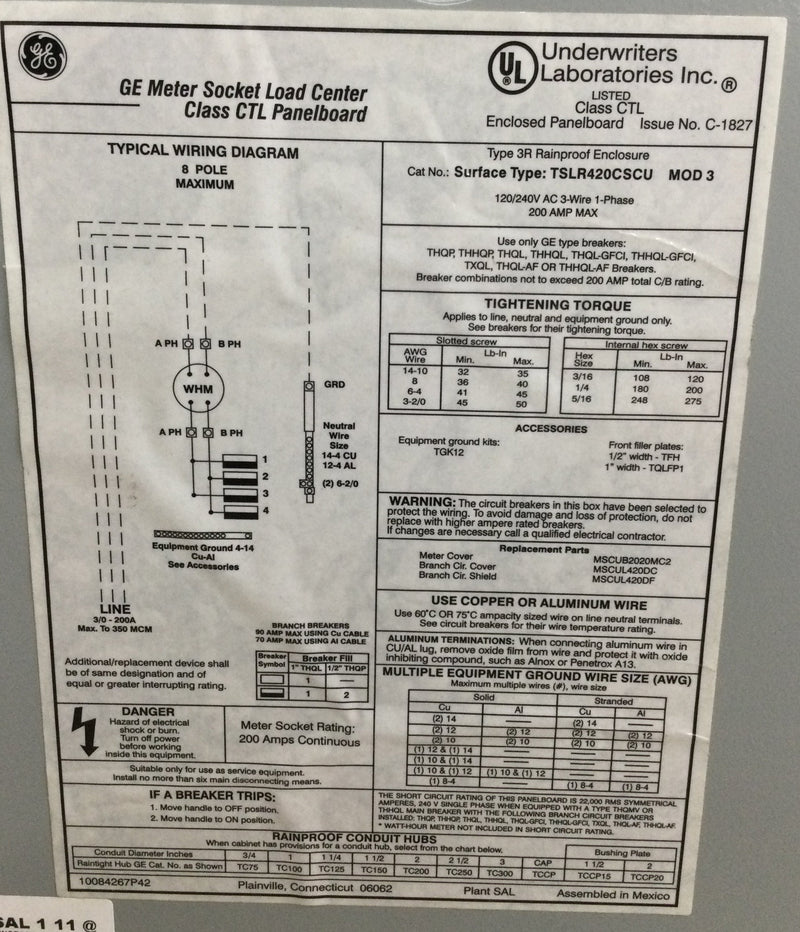 GE
GE Meter Socket Load Center
Class CTL Panelboard
UL
Underwriters
Laboratories Inc.®
LISTED
Class CTL
Enclosed Panelboard Issue No. C-1827
TYPICAL WIRING DIAGRAM
8 POLE
MAXIMUM
A PH B PH
WHM
GRD
A PH B PH
Neutral
Wire
Size
14-4 CU
12-4 AL
(2) 6-2/0
1
2
3
4
Equipment Ground 4-14
Cu-Al
See Accessories
LINE
3/0 - 200A
Max. To 350 MCM
BRANCH BREAKERS
90 AMP MAX USING Cu CABLE
70 AMP MAX USING Al CABLE
Additional/replacement device shall
be of same designation and of
equal or greater interrupting rating.
Breaker Symbol Breaker Fill
1" THQL 1/2" THQP
1 —
1 2
DANGER
Hazard of electrical
shock or burn.
Turn off power
before working
inside this equipment.
Meter Socket Rating:
200 Amps Continuous
Suitable only for use as service equipment.
Install no more than six main disconnecting means.
IF A BREAKER TRIPS:
1. Move handle to OFF position.
2. Move handle to ON position.
Type 3R Rainproof Enclosure
Cat No.: Surface Type: TSLR420CSCU MOD 3
120/240V AC 3-Wire 1-Phase
200 AMP MAX
Use only GE type breakers:
THQP, THHQP, THQL, THHQL, THQL-GFCI, THHQL-GFCI,
TXQL, THQL-AF OR THHQL-AF Breakers.
Breaker combinations not to exceed 200 AMP total C/B rating.
TIGHTENING TORQUE
Applies to line, neutral and equipment ground only.
See breakers for their tightening torque.
Slotted screw
AWG Wire Lb-In Min. Max.
14-10 32 35
8 36 40
6-4 41 45
3-2/0 45 50
Internal hex screw
Hex Size Lb-In Min. Max.
3/16 108 120
1/4 180 200
5/16 248 275
ACCESSORIES
Equipment ground kits:
TGK12
Front filler plates:
1/2" width - TFH
1" width - TQLFP1
WARNING: The circuit breakers in this box have been selected to
protect the wiring. To avoid damage and loss of protection, do not
replace with higher ampere rated breakers.
If changes are necessary call a qualified electrical contractor.
Replacement Parts
Meter Cover MSCUB2020MC2
Branch Cir. Cover MSCUL420DC
Branch Cir. Shield MSCUL420DF
USE COPPER OR ALUMINUM WIRE
Use 60°C OR 75°C ampacity sized wire on line neutral terminals.
See circuit breakers for their wire temperature rating.
ALUMINUM TERMINATIONS: When connecting aluminum wire in
CU/AL lug, remove oxide film from wire and protect it with oxide
inhibiting compound, such as Alnox or Penetrox A13.
MULTIPLE EQUIPMENT GROUND WIRE SIZE (AWG)
Maximum multiple wires (#), wire size
Solid Stranded
Cu Al Cu Al
(2) 14 — (2) 14 —
(2) 12 (2) 12 (2) 12 (2) 12
(2) 10 — (2) 10 (2) 10
(1) 12 & (1) 14 — — —
(1) 10 & (1) 14 — — —
(1) 10 & (1) 12 (1) 10 & (1) 12 — —
(1) 8-4 — (1) 8-4 (1) 8-4
THE SHORT CIRCUIT RATING OF THIS PANELBOARD IS 22,000 RMS SYMMETRICAL
AMPERES, 240 V SINGLE PHASE WHEN EQUIPPED WITH A TYPE THQMV OR
THHQL MAIN BREAKER WITH THE FOLLOWING BRANCH CIRCUIT BREAKERS
INSTALLED: THQP, THHQP, THQL, THHQL, THQL-GFCI, THHQL-GFCI, TXQL, THQL-AF, THHQL-AF.
* WATT-HOUR METER NOT INCLUDED IN SHORT CIRCUIT RATING.
RAINPROOF CONDUIT HUBS
When cabinet has provisions for a conduit hub, select from the chart below.
Conduit Diameter Inches 3/4 1 1 1/4 1 1/2 2 2 1/2 3 CAP Bushing Plate 1 1/2 2
Raintight Hub GE Cat. No. as Shown TC75 TC100 TC125 TC150 TC200 TC250 TC300 TCCP TCCP15 TCCP20
10084267P42 Plainville, Connecticut 06062 Plant SAL Assembled in Mexico
SAL 1 11 @